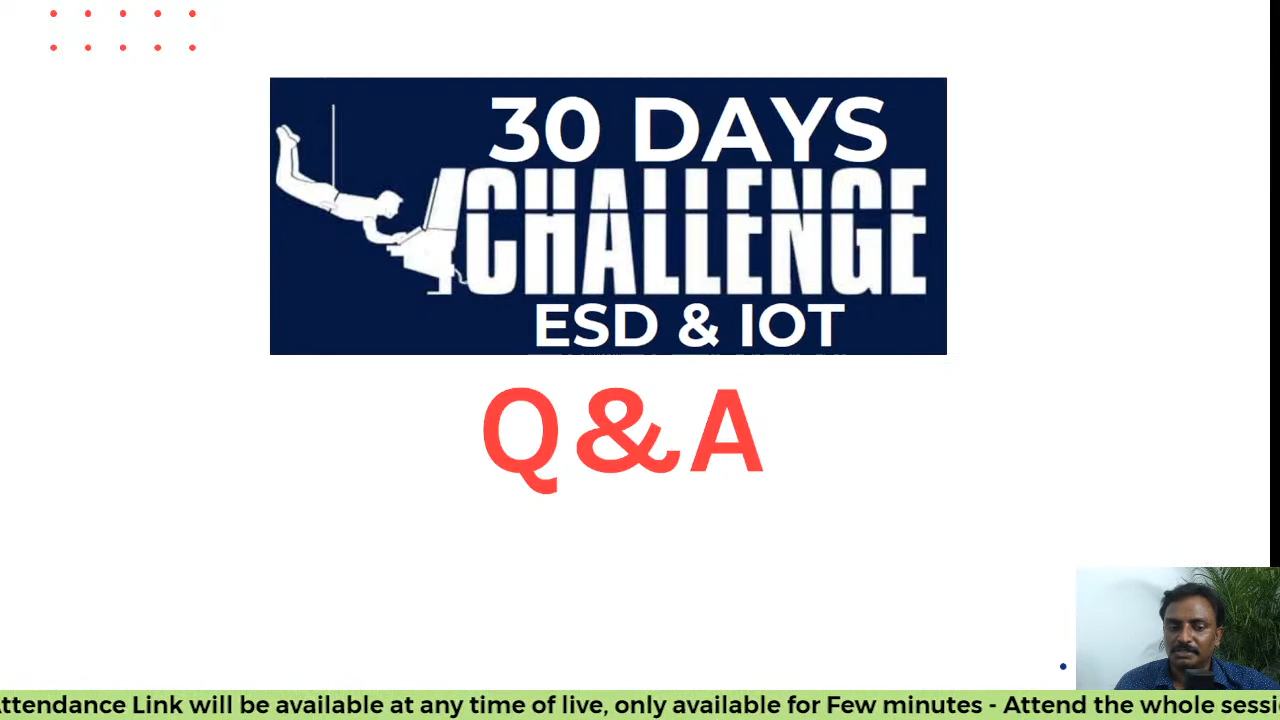 30 DAYS
CHALLENGE
ESD & IOT
Q&A
Attendance Link will be available at any time of live, only available for Few minutes - Attend the whole sessi